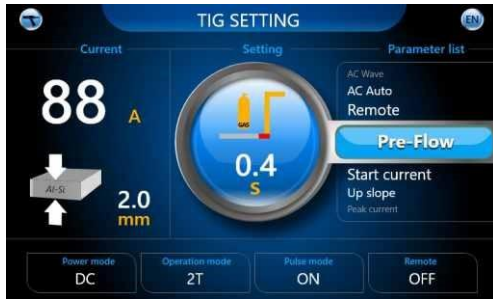 TIG SETTING
EN
Current
Setting
Parameter list
88 A
AC Wave
AC Auto
Remote
GAS
Pre-Flow
0.4
S
Start current
Up slope
Peak current
Al-Si
2.0
mm
Power mode
DC
Operation mode
2T
Pulse mode
ON
Remote
OFF